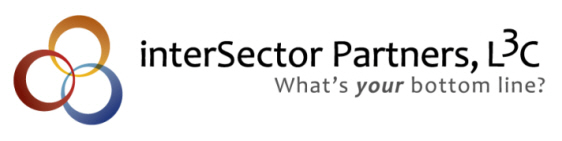 interSector Partners, L³C
What's your bottom line?